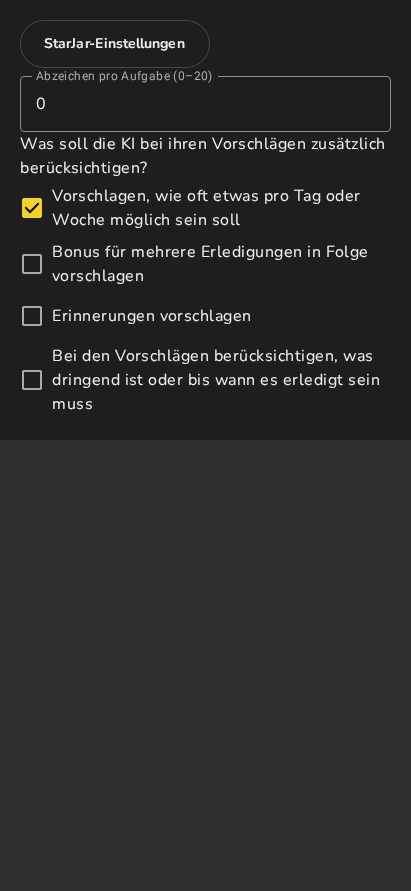 StarJar-Einstellungen
Abzeichen pro Aufgabe (0–20)
0
Was soll die KI bei ihren Vorschlägen zusätzlich
berücksichtigen?
Vorschlagen, wie oft etwas pro Tag oder
Woche möglich sein soll
Bonus für mehrere Erledigungen in Folge
vorschlagen
Erinnerungen vorschlagen
Bei den Vorschlägen berücksichtigen, was
dringend ist oder bis wann es erledigt sein
muss